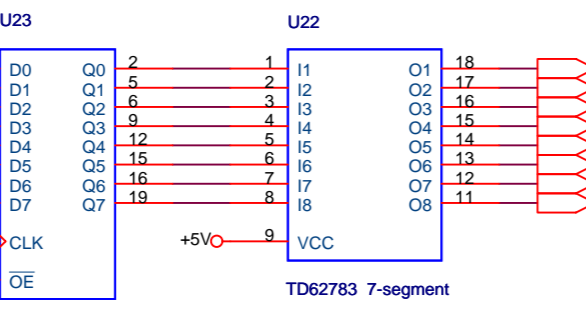 U23 U22
D0 Q0 2 1 I1 O1 18
D1 Q1 5 2 I2 O2 17
D2 Q2 6 3 I3 O3 16
D3 Q3 9 4 I4 O4 15
D4 Q4 12 5 I5 O5 14
D5 Q5 15 6 I6 O6 13
D6 Q6 16 7 I7 O7 12
D7 Q7 19 8 I8 O8 11
CLK +5V 9 VCC
OE
TD62783 7-segment